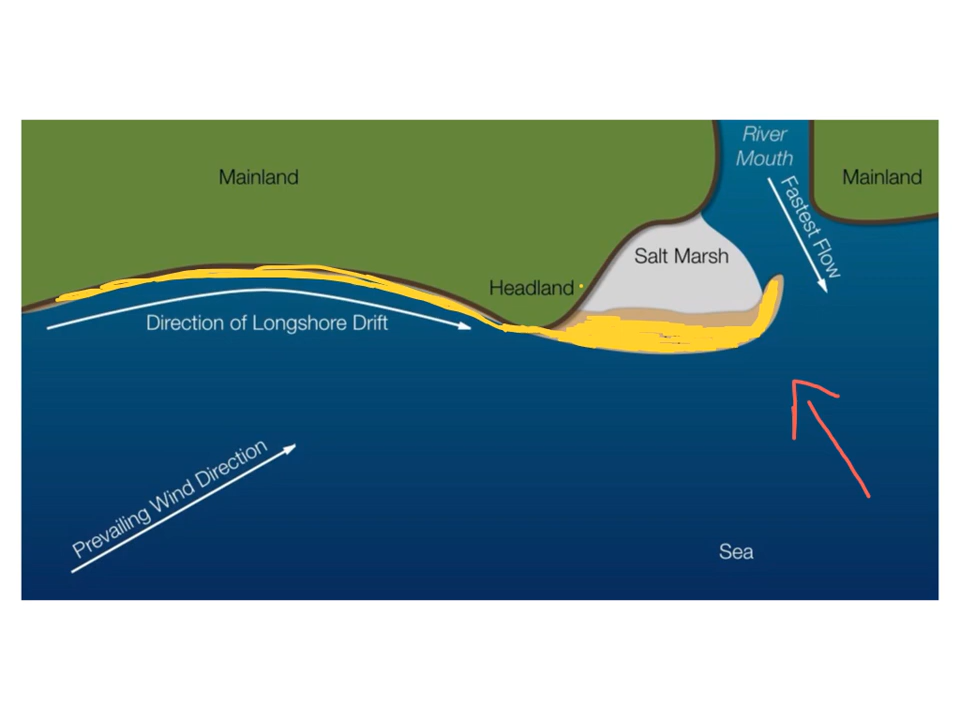 River
Mouth
Mainland
Mainland
Fastest Flow
Salt Marsh
Headland
Direction of Longshore Drift
Prevailing Wind Direction
Sea